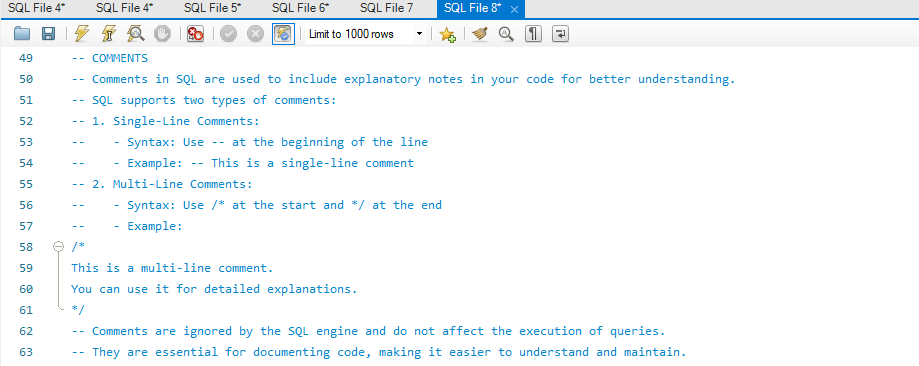 SQL File 4* SQL File 4* SQL File 5* SQL File 6* SQL File 7 SQL File 8*
Limit to 1000 rows
49 -- COMMENTS
50 -- Comments in SQL are used to include explanatory notes in your code for better understanding.
51 -- SQL supports two types of comments:
52 -- 1. Single-Line Comments:
53 --    - Syntax: Use -- at the beginning of the line
54 --    - Example: -- This is a single-line comment
55 -- 2. Multi-Line Comments:
56 --    - Syntax: Use /* at the start and */ at the end
57 --    - Example:
58 /*
59 This is a multi-line comment.
60 You can use it for detailed explanations.
61 */
62 -- Comments are ignored by the SQL engine and do not affect the execution of queries.
63 -- They are essential for documenting code, making it easier to understand and maintain.